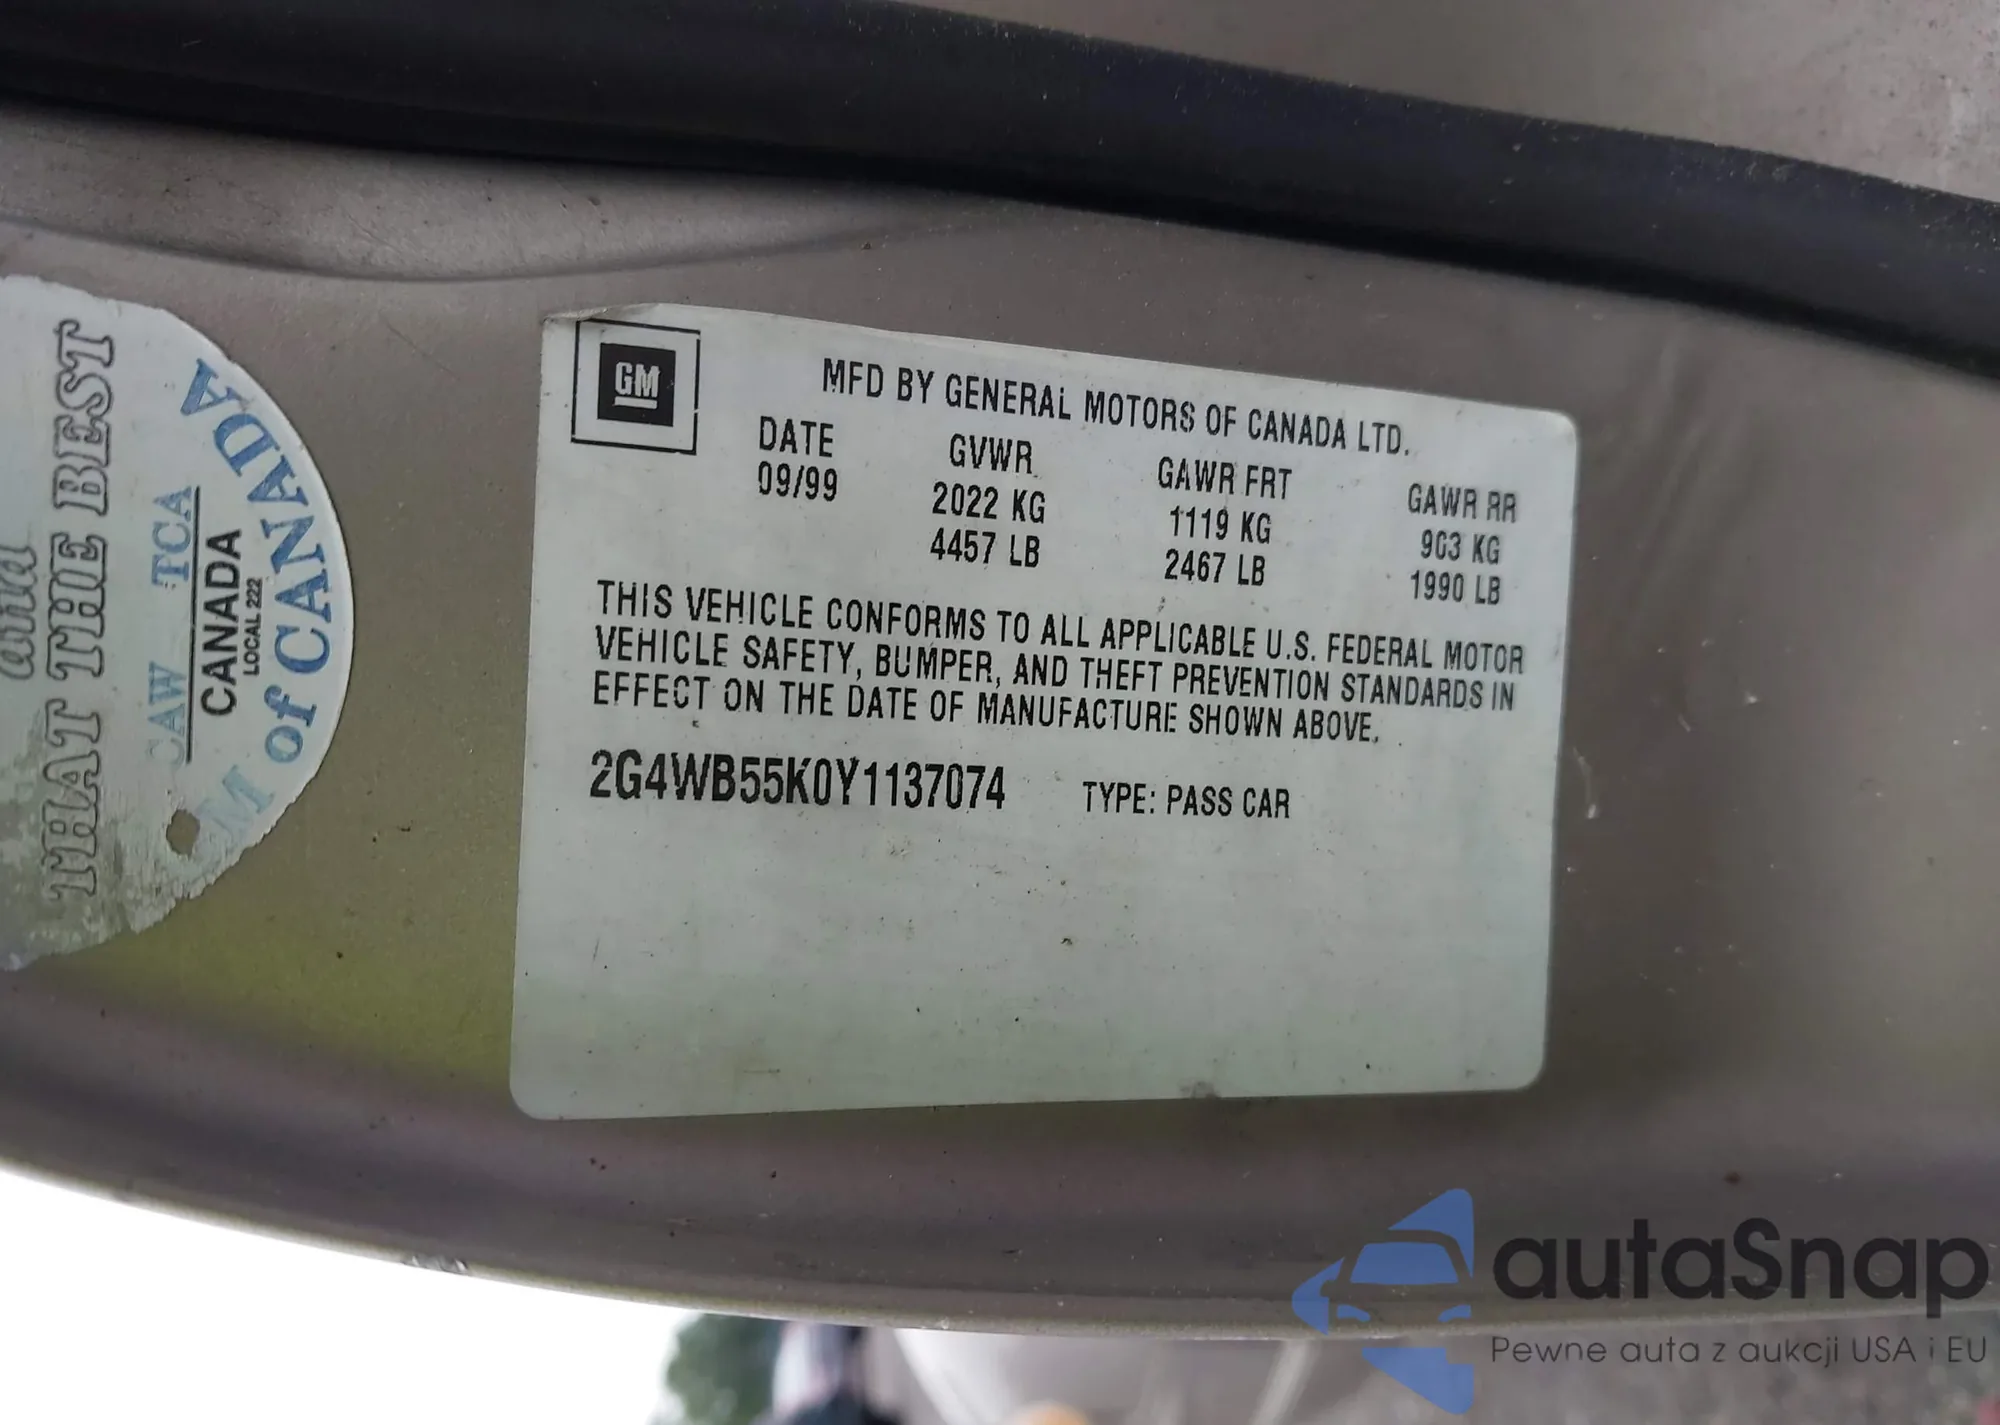 THAT THE BEST
CAW TCA
CANADA
LOCAL 222
of CANADA
CANADA
GM
MFD BY GENERAL MOTORS OF CANADA LTD.
DATE GVWR GAWR FRT GAWR RR
09/99 2022 KG 1119 KG 903 KG
4457 LB 2467 LB 1990 LB
THIS VEHICLE CONFORMS TO ALL APPLICABLE U.S. FEDERAL MOTOR
VEHICLE SAFETY, BUMPER, AND THEFT PREVENTION STANDARDS IN
EFFECT ON THE DATE OF MANUFACTURE SHOWN ABOVE.
2G4WB55K0Y1137074 TYPE: PASS CAR
autaSnap
Pewne auta z aukcji USA i EU